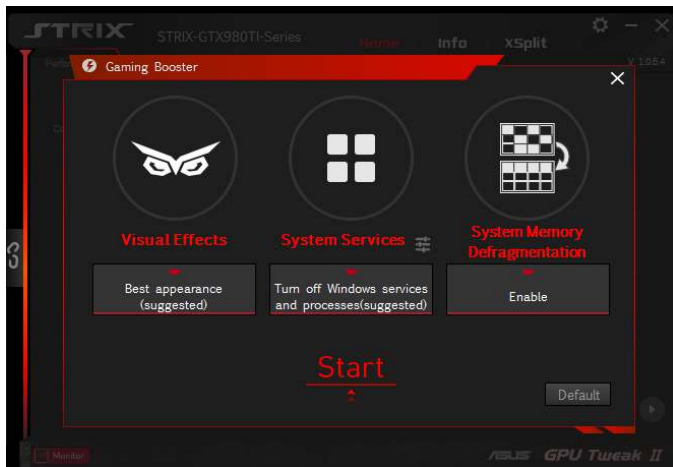 STRIX
STRIX-GTX980TI-Series
Home
Info
XSplit
V 1.0.6.4
Gaming Booster
Visual Effects
System Services
System Memory
Defragmentation
Best appearance
(suggested)
Turn off Windows services
and processes(suggested)
Enable
Start
Default
Monitor
ASUS GPU Tweak II